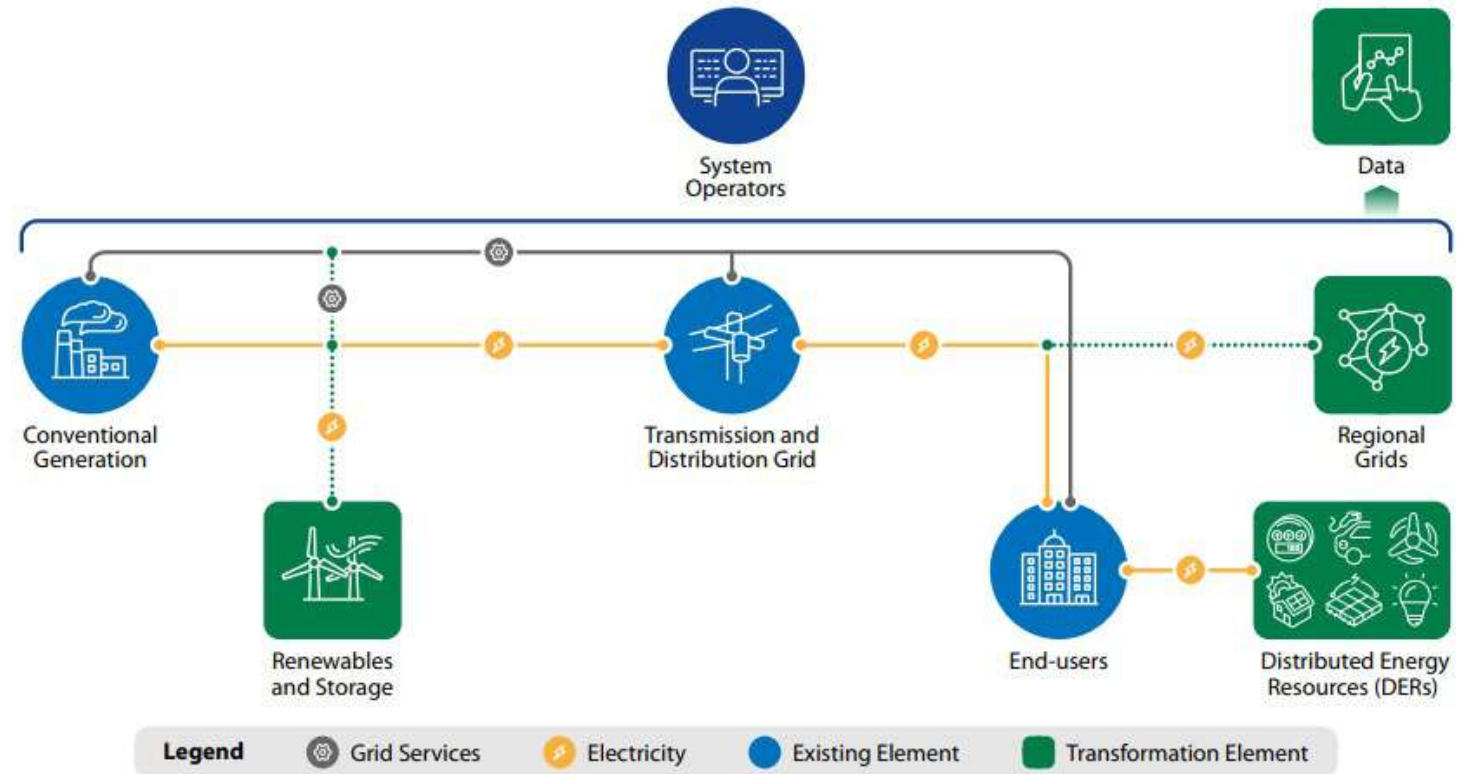 System
Operators
Data
Conventional
Generation
Transmission and
Distribution Grid
Regional
Grids
Renewables
and Storage
End-users
Distributed Energy
Resources (DERs)
Legend
Grid Services
Electricity
Existing Element
Transformation Element